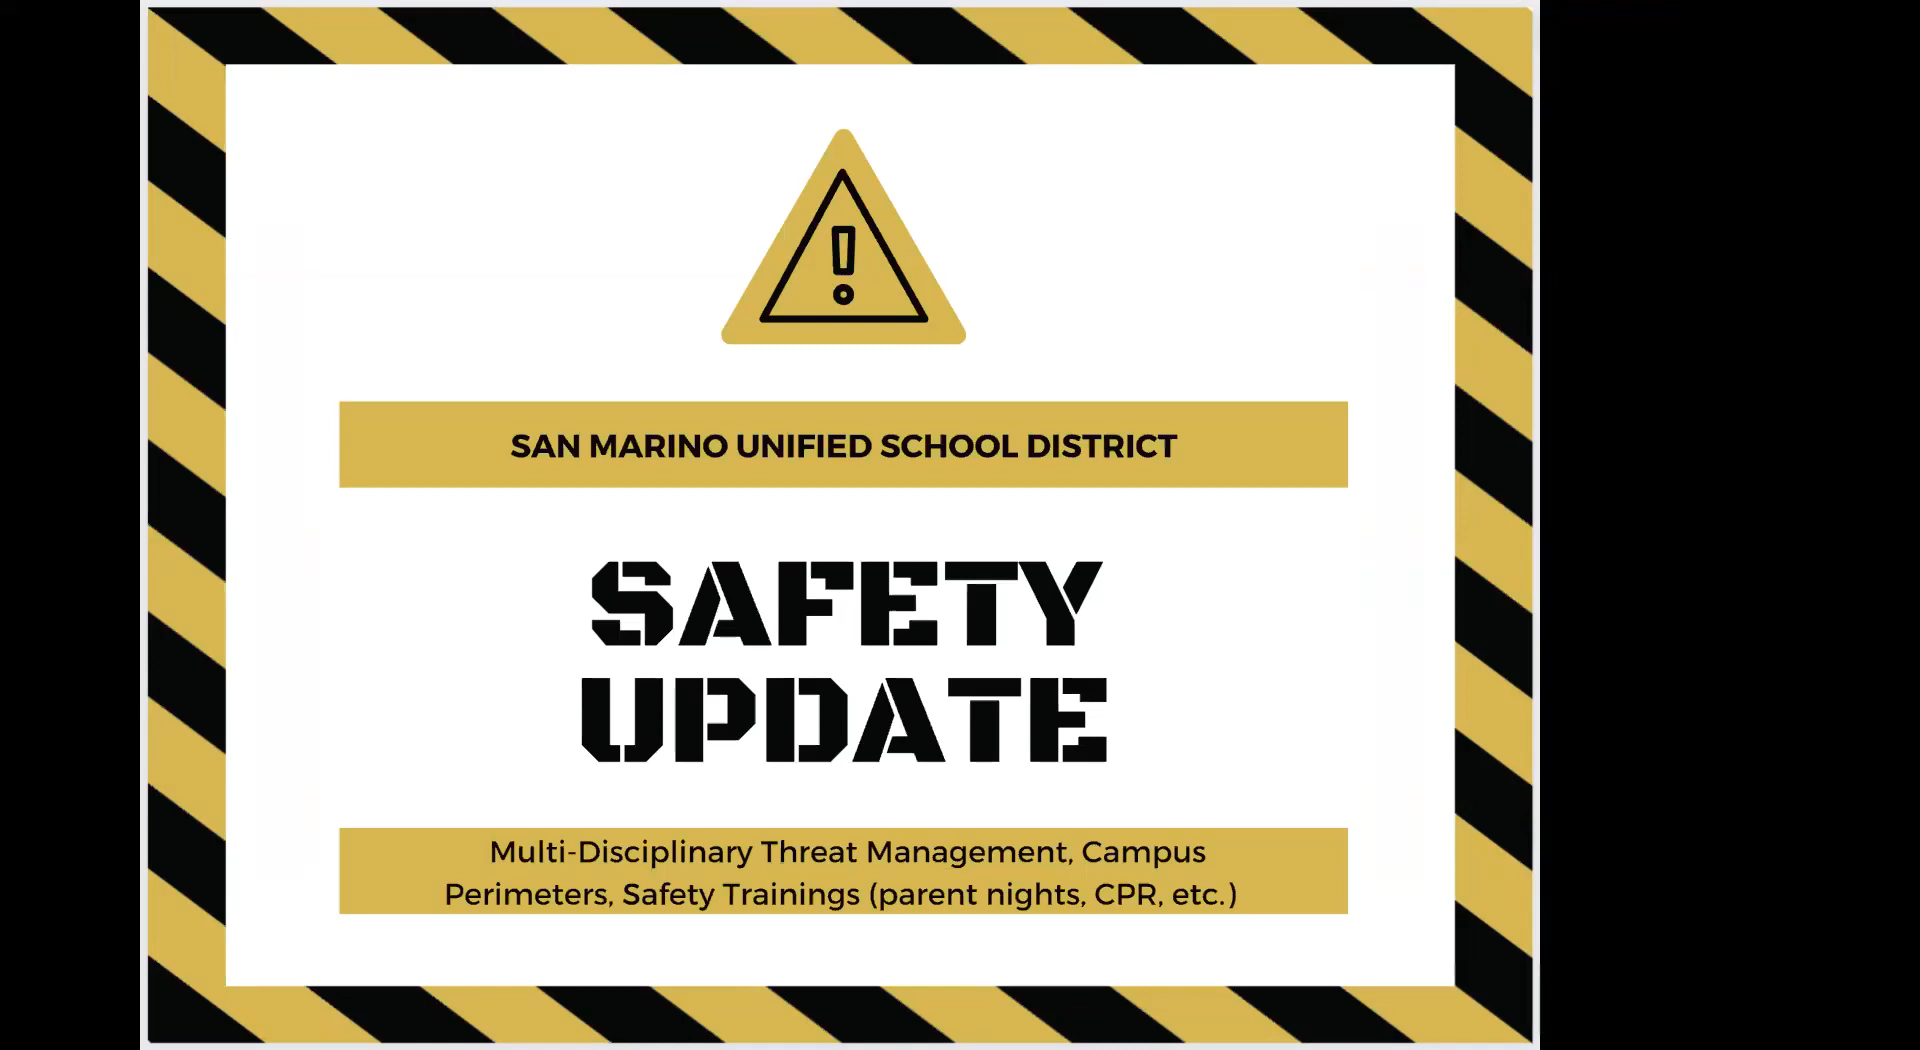 SAN MARINO UNIFIED SCHOOL DISTRICT
SAFETY
UPDATE
Multi-Disciplinary Threat Management, Campus
Perimeters, Safety Trainings (parent nights, CPR, etc.)